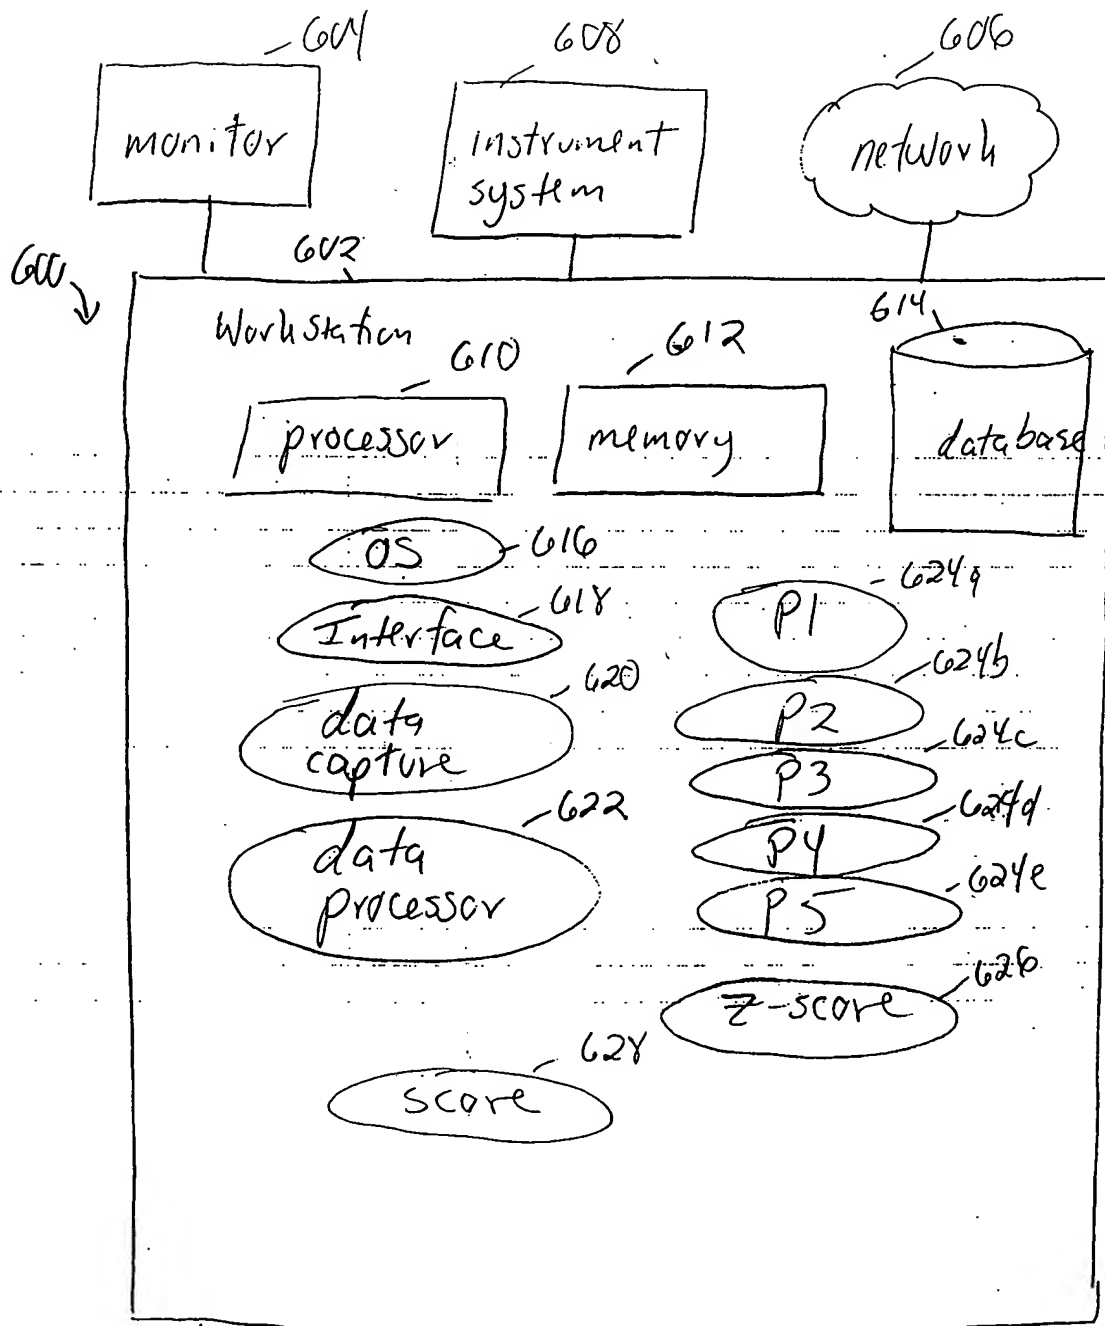 604
608
606
monitor
instrument
system
network
600
602
Workstation
610
612
614
processor
memory
database
OS
616
Interface
618
P1
624a
data
capture
620
P2
624b
P3
624c
data
processor
622
P4
624d
P5
624e
z-score
626
score
628